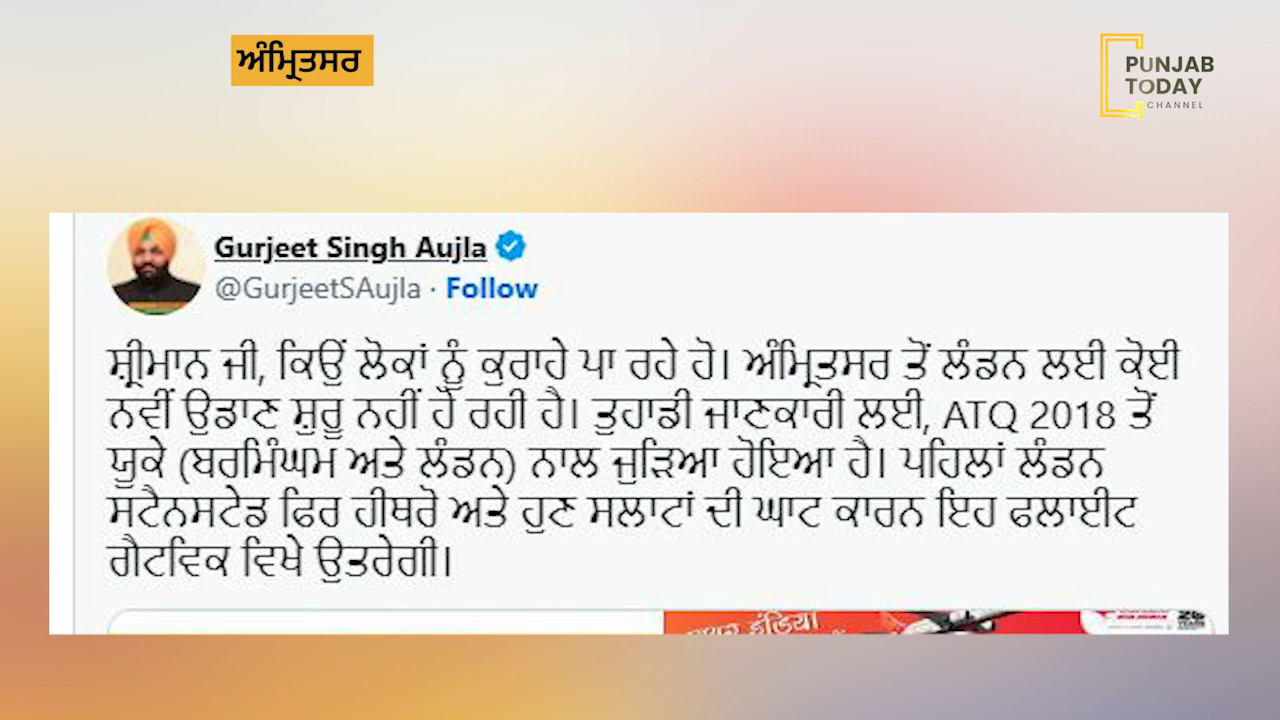 ਅੰਮ੍ਰਿਤਸਰ
PUNJAB
TODAY
CHANNEL
Gurjeet Singh Aujla
@GurjeetSAujla · Follow
ਸ਼੍ਰੀਮਾਨ ਜੀ, ਕਿਉਂ ਲੋਕਾਂ ਨੂੰ ਕੁਰਾਹੇ ਪਾ ਰਹੇ ਹੋ। ਅੰਮ੍ਰਿਤਸਰ ਤੋਂ ਲੰਡਨ ਲਈ ਕੋਈ
ਨਵੀਂ ਉਡਾਣ ਸ਼ੁਰੂ ਨਹੀਂ ਹੋ ਰਹੀ ਹੈ। ਤੁਹਾਡੀ ਜਾਣਕਾਰੀ ਲਈ, ATQ 2018 ਤੋਂ
ਯੂਕੇ (ਬਰਮਿੰਘਮ ਅਤੇ ਲੰਡਨ) ਨਾਲ ਜੁੜਿਆ ਹੋਇਆ ਹੈ। ਪਹਿਲਾਂ ਲੰਡਨ
ਸਟੈਨਸਟੇਡ ਫਿਰ ਹੀਥਰੋ ਅਤੇ ਹੁਣ ਸਲਾਟਾਂ ਦੀ ਘਾਟ ਕਾਰਨ ਇਹ ਫਲਾਈਟ
ਗੈਟਵਿਕ ਵਿਖੇ ਉਤਰੇਗੀ।